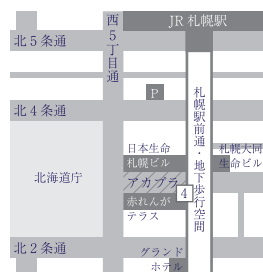 JR 札幌駅
西5丁目通
北5条通
P
北4条通
札幌駅前通・地下歩行空間
日本生命
札幌ビル
札幌大同
生命ビル
北海道庁
アカプラ
4
赤れんが
テラス
北2条通
グランド
ホテル